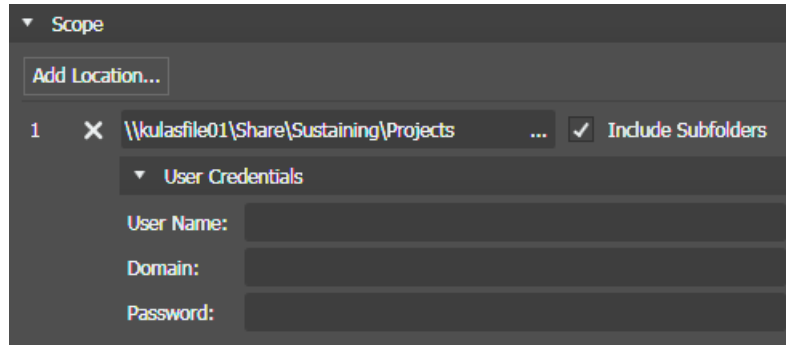 Scope
Add Location...
1 \\kulasfile01\Share\Sustaining\Projects ... Include Subfolders
User Credentials
User Name:
Domain:
Password: